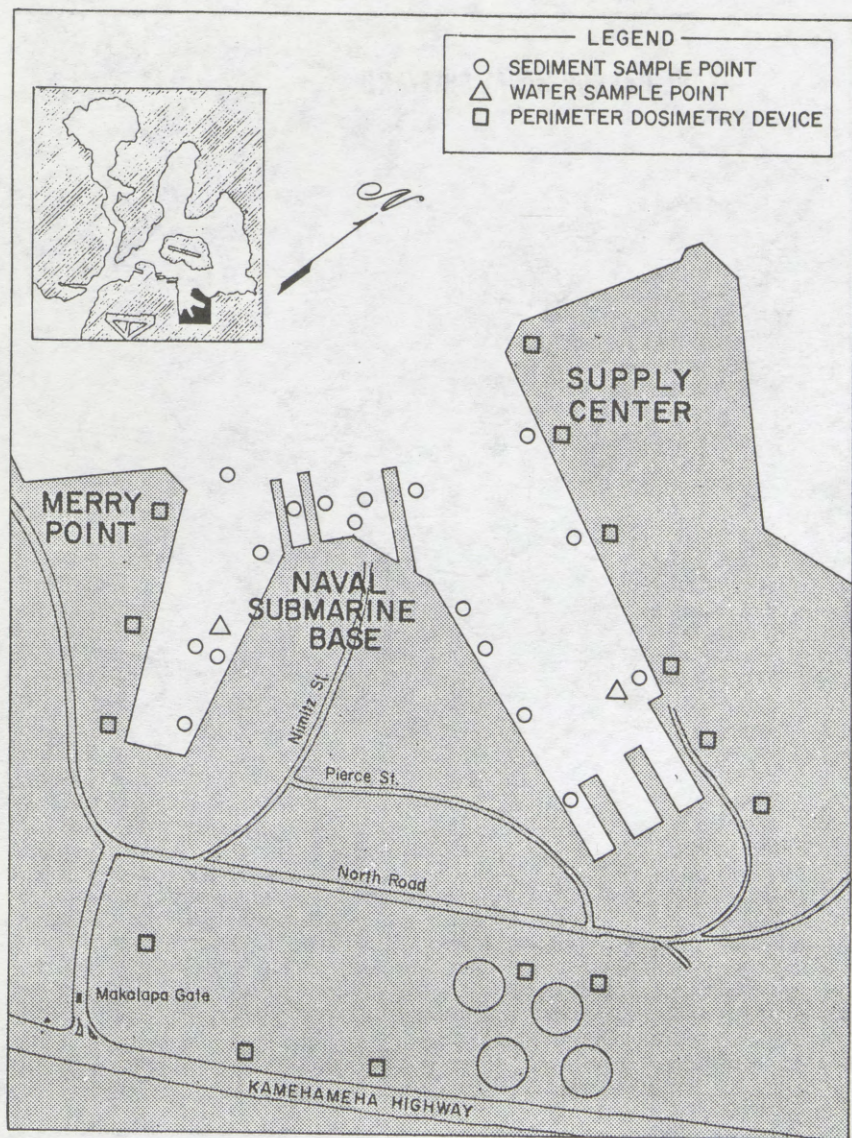 LEGEND
SEDIMENT SAMPLE POINT
WATER SAMPLE POINT
PERIMETER DOSIMETRY DEVICE
N
SUPPLY
CENTER
MERRY
POINT
NAVAL
SUBMARINE
BASE
Nimitz St.
Pierce St.
North Road
Makalapa Gate
KAMEHAMEHA HIGHWAY